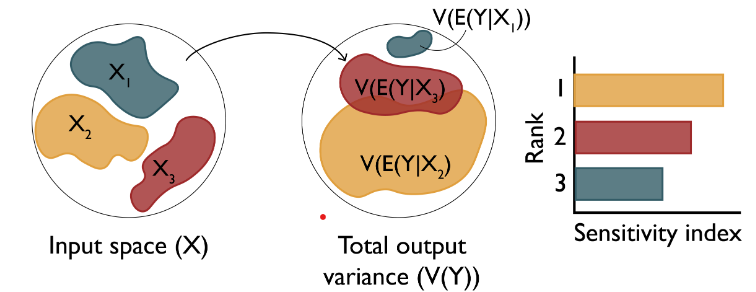 X₁
X₂
X₃
Input space (X)
V(E(Y|X₁))
V(E(Y|X₃)
V(E(Y|X₂)
Total output
variance (V(Y))
Rank
1
2
3
Sensitivity index